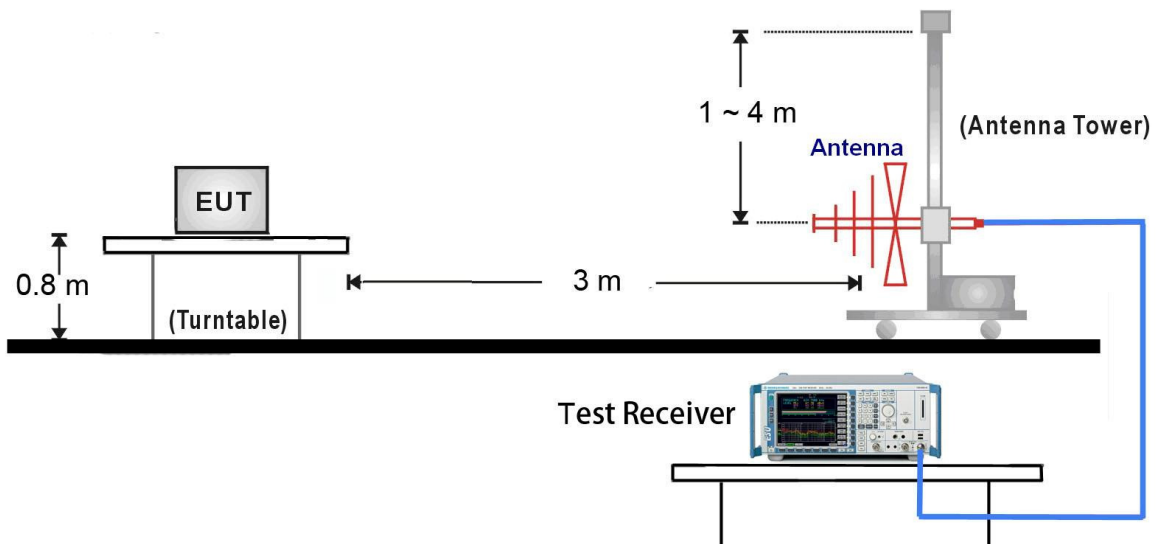 1 ~ 4 m
(Antenna Tower)
Antenna
EUT
0.8 m
3 m
(Turntable)
Test Receiver